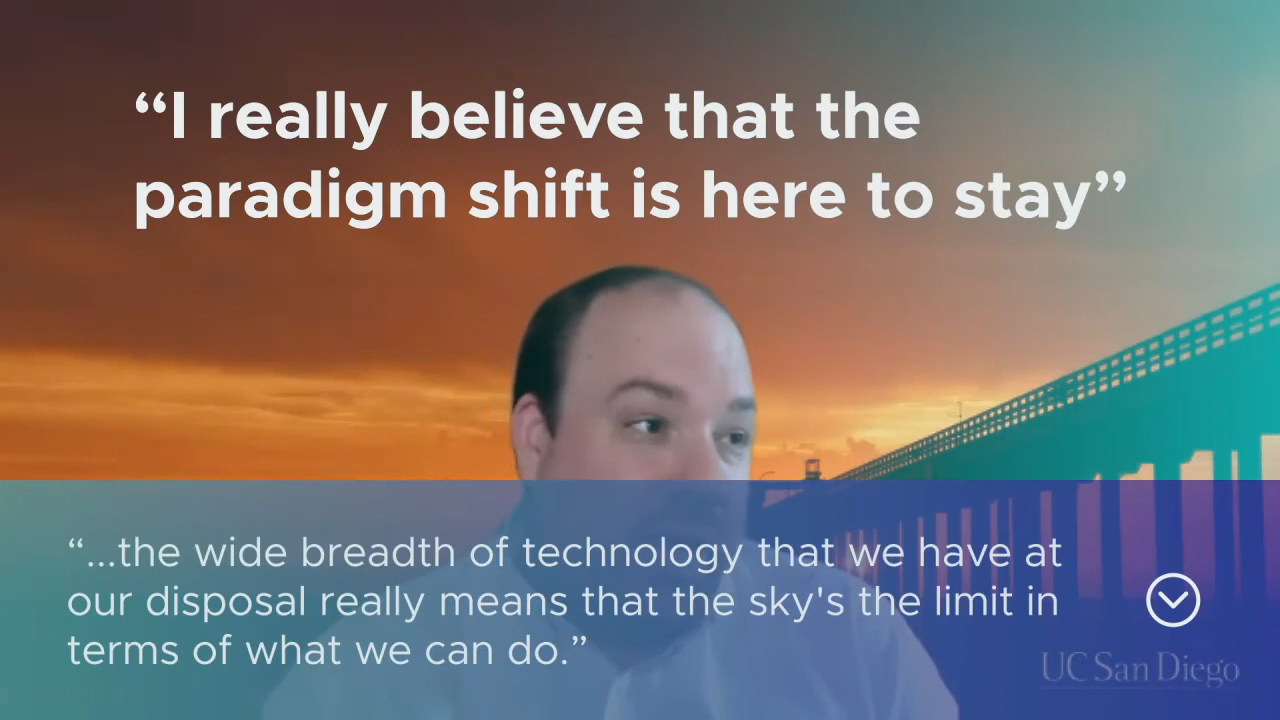 “I really believe that the
paradigm shift is here to stay”
“...the wide breadth of technology that we have at
our disposal really means that the sky's the limit in
terms of what we can do.”
UC San Diego